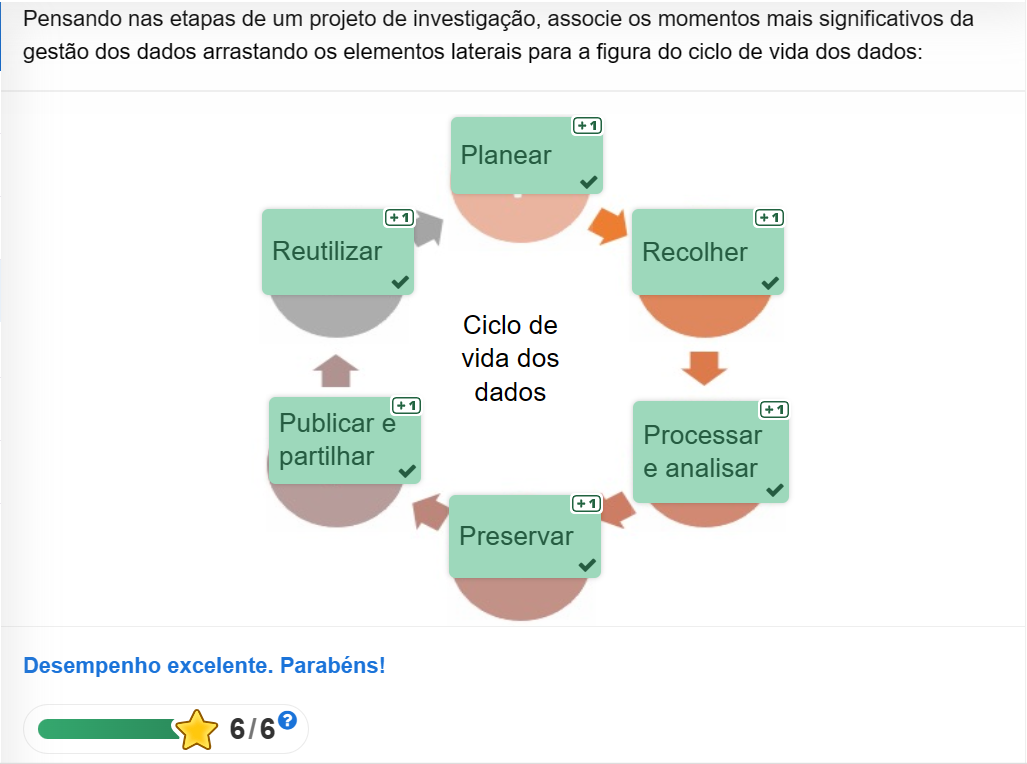 Pensando nas etapas de um projeto de investigação, associe os momentos mais significativos da
gestão dos dados arrastando os elementos laterais para a figura do ciclo de vida dos dados:
+1
Planear
+1
Reutilizar
+1
Recolher
Ciclo de
vida dos
dados
+1
Publicar e
partilhar
+1
Processar
e analisar
+1
Preservar
Desempenho excelente. Parabéns!
6/6 ?